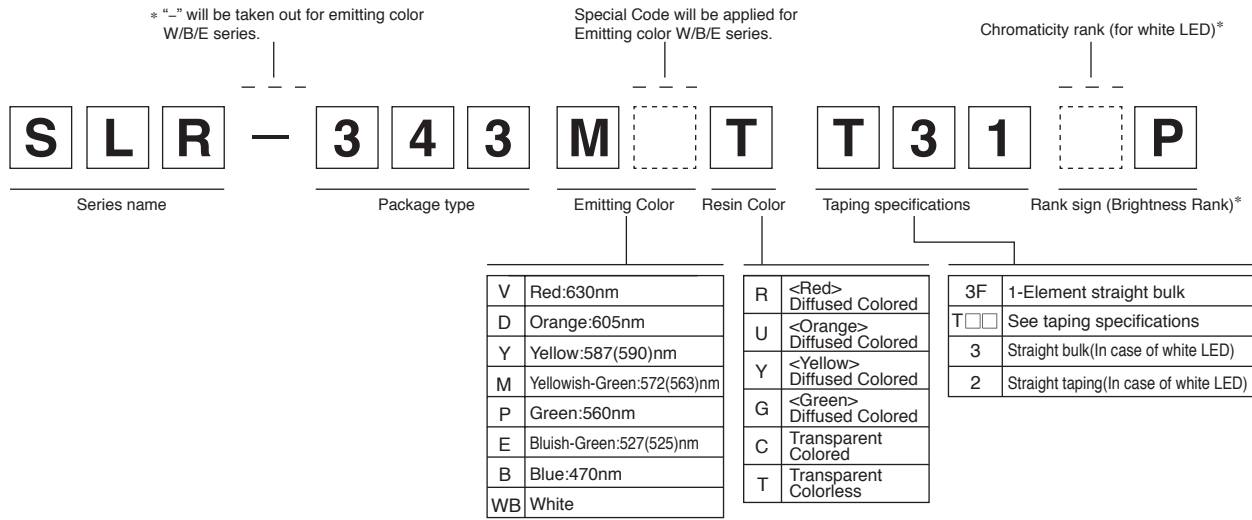 * “–” will be taken out for emitting color
W/B/E series.
Special Code will be applied for
Emitting color W/B/E series.
Chromaticity rank (for white LED)*
S L R — 3 4 3 M T T 3 1 P
Series name
Package type
Emitting Color
Resin Color
Taping specifications
Rank sign (Brightness Rank)*
V Red:630nm
D Orange:605nm
Y Yellow:587(590)nm
M Yellowish-Green:572(563)nm
P Green:560nm
E Bluish-Green:527(525)nm
B Blue:470nm
WB White
R <Red>
Diffused Colored
U <Orange>
Diffused Colored
Y <Yellow>
Diffused Colored
G <Green>
Diffused Colored
C Transparent
Colored
T Transparent
Colorless
3F 1-Element straight bulk
T□□ See taping specifications
3 Straight bulk(In case of white LED)
2 Straight taping(In case of white LED)